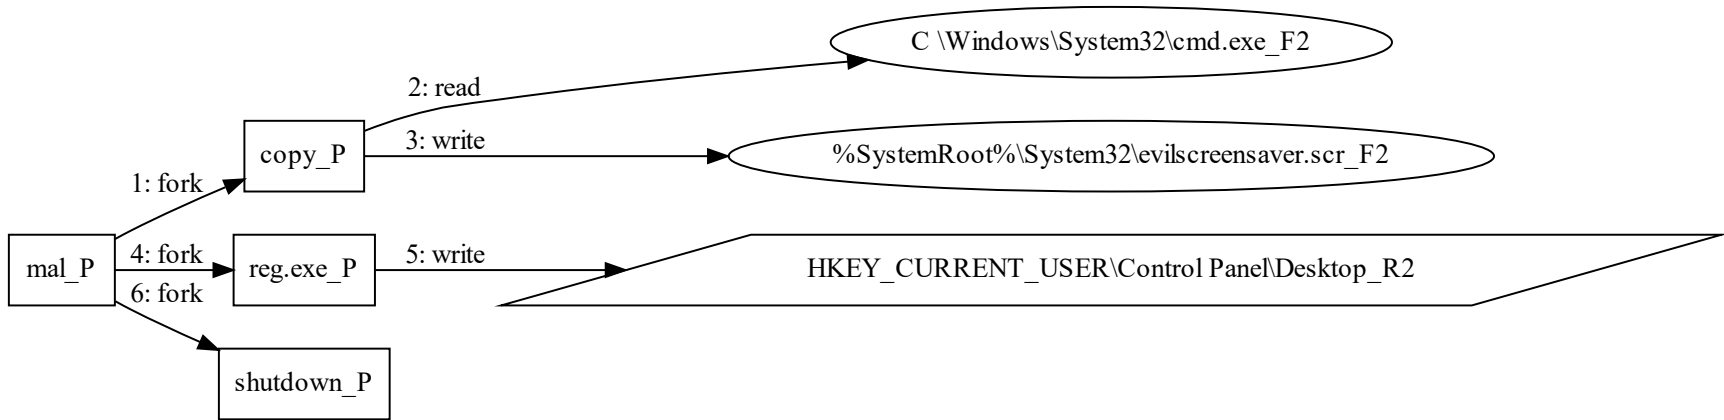 C \Windows\System32\cmd.exe_F2
2: read
3: write
copy_P
%SystemRoot%\System32\evilscreensaver.scr_F2
1: fork
4: fork
5: write
mal_P
reg.exe_P
HKEY_CURRENT_USER\Control Panel\Desktop_R2
6: fork
shutdown_P